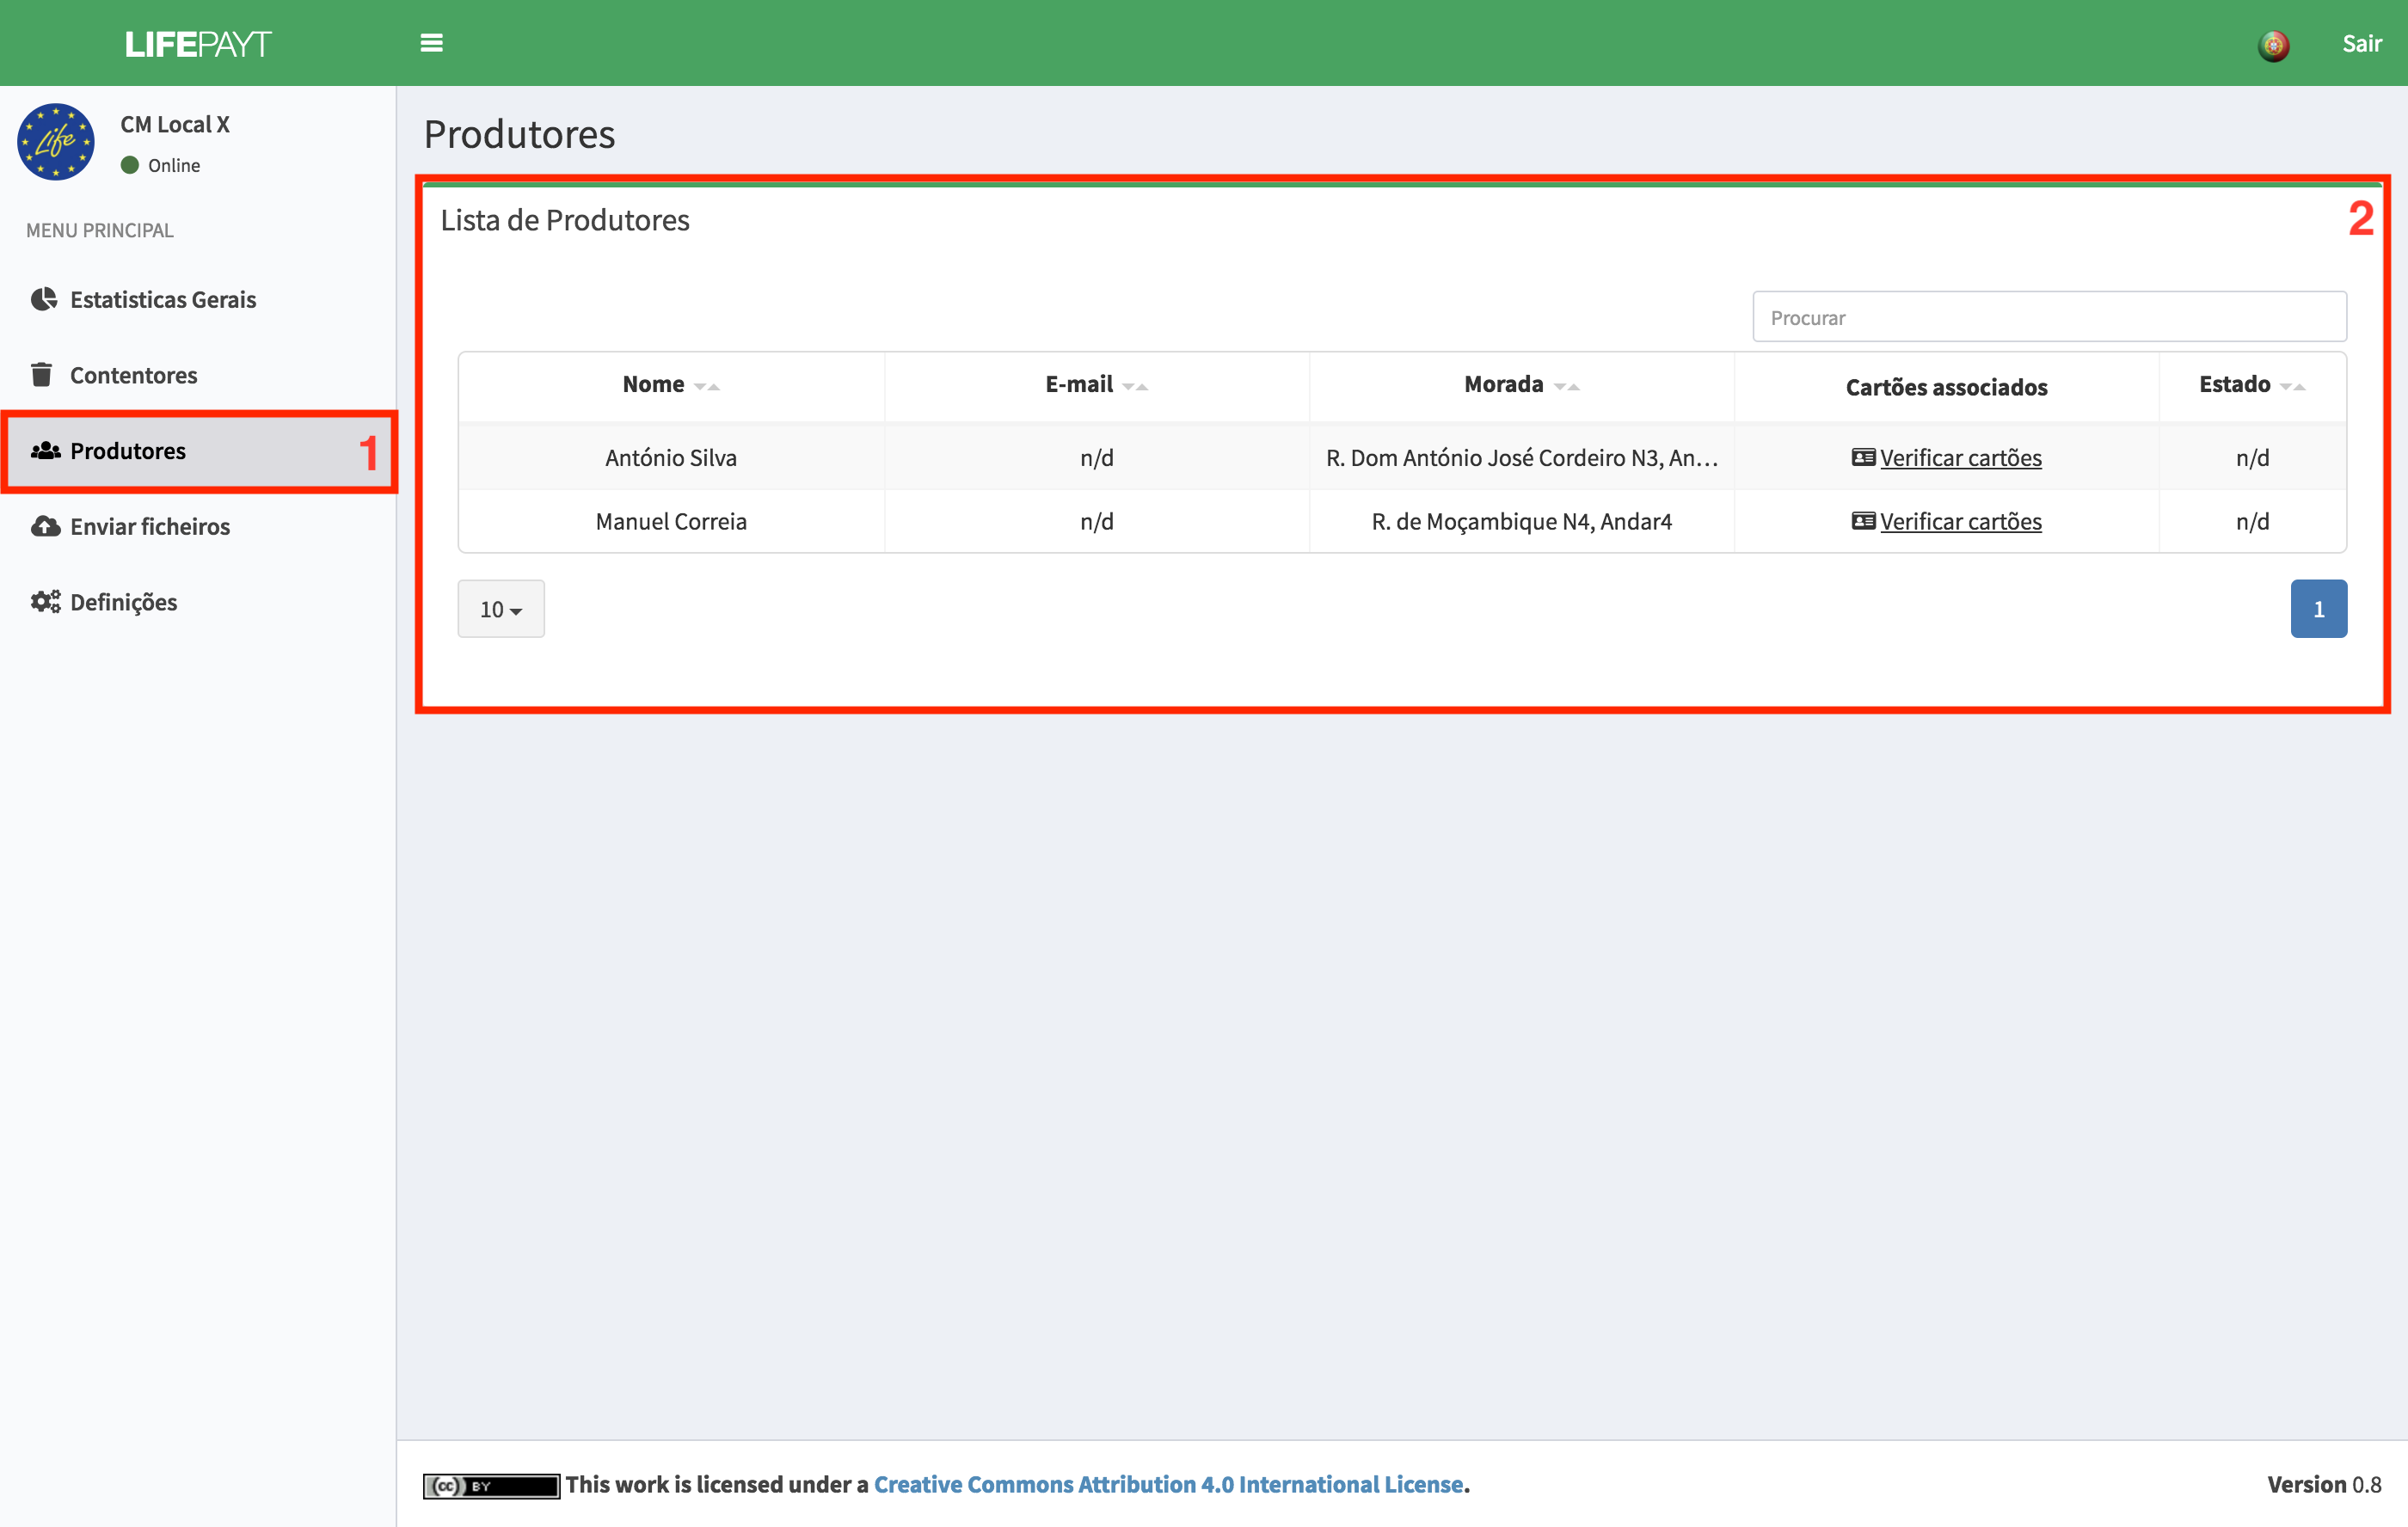 LIFEPAYT
Sair
Life
CM Local X
Online
MENU PRINCIPAL
Estatisticas Gerais
Contentores
Produtores 1
Enviar ficheiros
Definições
Produtores
Lista de Produtores 2
Procurar
Nome E-mail Morada Cartões associados Estado
António Silva n/d R. Dom António José Cordeiro N3, An... Verificar cartões n/d
Manuel Correia n/d R. de Moçambique N4, Andar4 Verificar cartões n/d
10 1
cc BY This work is licensed under a Creative Commons Attribution 4.0 International License. Version 0.8